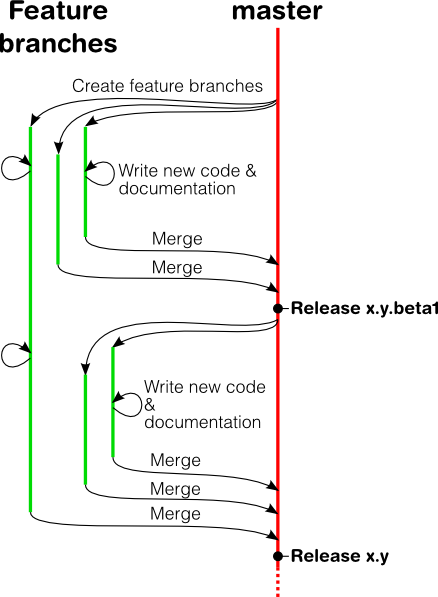 Feature
branches
master
Create feature branches
Write new code &
documentation
Merge
Merge
Release x.y.beta1
Write new code
&
documentation
Merge
Merge
Merge
Release x.y